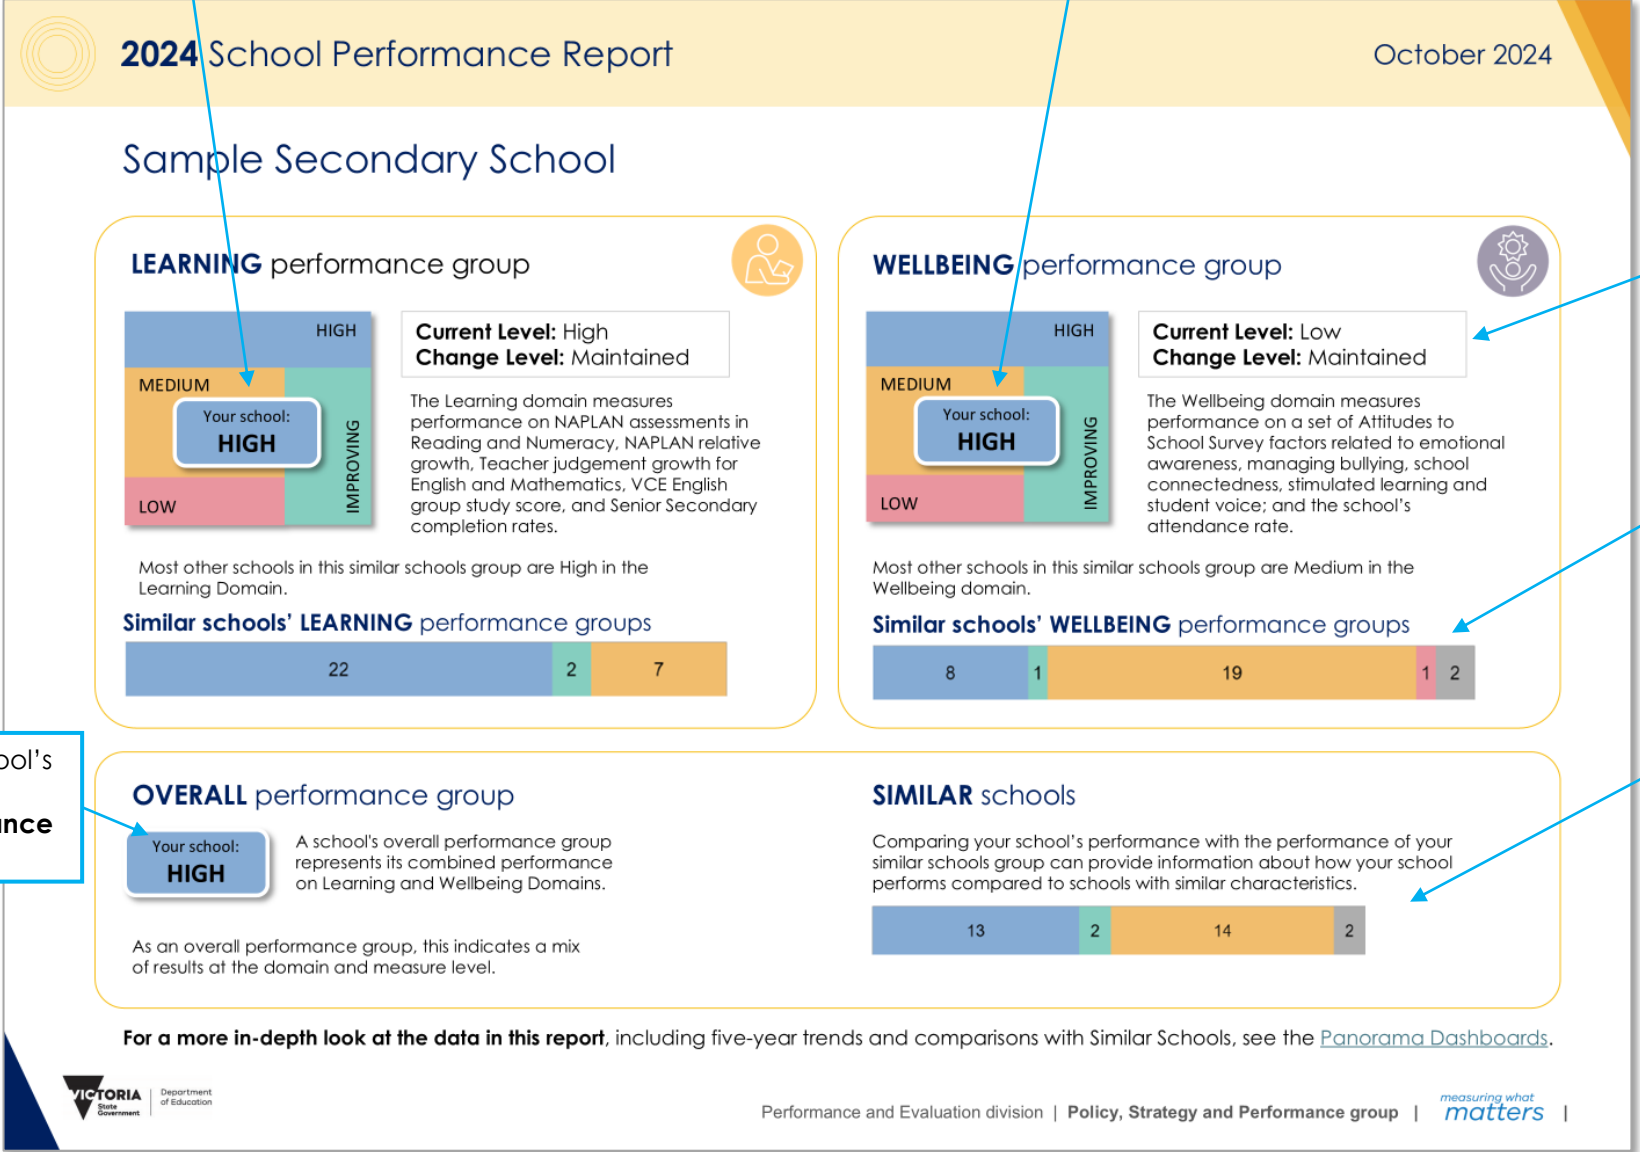 2024 School Performance Report
October 2024
Sample Secondary School
LEARNING performance group
HIGH
MEDIUM
Your school:
HIGH
IMPROVING
LOW
Current Level: High
Change Level: Maintained
The Learning domain measures
performance on NAPLAN assessments in
Reading and Numeracy, NAPLAN relative
growth, Teacher judgement growth for
English and Mathematics, VCE English
group study score, and Senior Secondary
completion rates.
Most other schools in this similar schools group are High in the
Learning Domain.
Similar schools' LEARNING performance groups
22 2 7
WELLBEING performance group
HIGH
MEDIUM
Your school:
HIGH
IMPROVING
LOW
Current Level: Low
Change Level: Maintained
The Wellbeing domain measures
performance on a set of Attitudes to
School Survey factors related to emotional
awareness, managing bullying, school
connectedness, stimulated learning and
student voice; and the school's
attendance rate.
Most other schools in this similar schools group are Medium in the
Wellbeing domain.
Similar schools' WELLBEING performance groups
8 1 19 1 2
ool's
ance
OVERALL performance group
Your school:
HIGH
A school's overall performance group
represents its combined performance
on Learning and Wellbeing Domains.
As an overall performance group, this indicates a mix
of results at the domain and measure level.
SIMILAR schools
Comparing your school's performance with the performance of your
similar schools group can provide information about how your school
performs compared to schools with similar characteristics.
13 2 14 2
For a more in-depth look at the data in this report, including five-year trends and comparisons with Similar Schools, see the Panorama Dashboards.
VICTORIA
State
Government
Department
of Education
Performance and Evaluation division | Policy, Strategy and Performance group |
measuring what
matters |